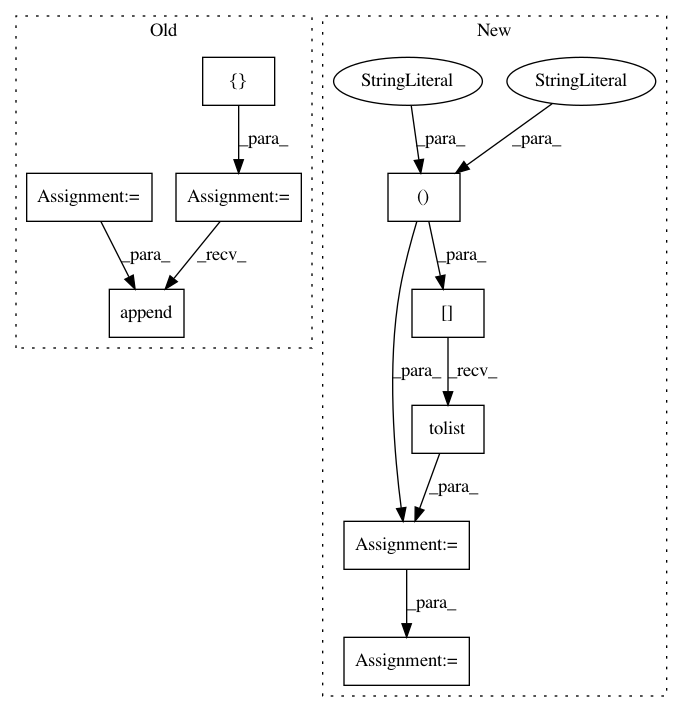 Old
New
{}
StringLiteral
StringLiteral
_para_
_para_
_para_
Assignment:=
Assignment:=
()
_para_
_recv_
_para_
append
[]
_para_
_recv_
tolist
_para_
Assignment:=
_para_
Assignment:=